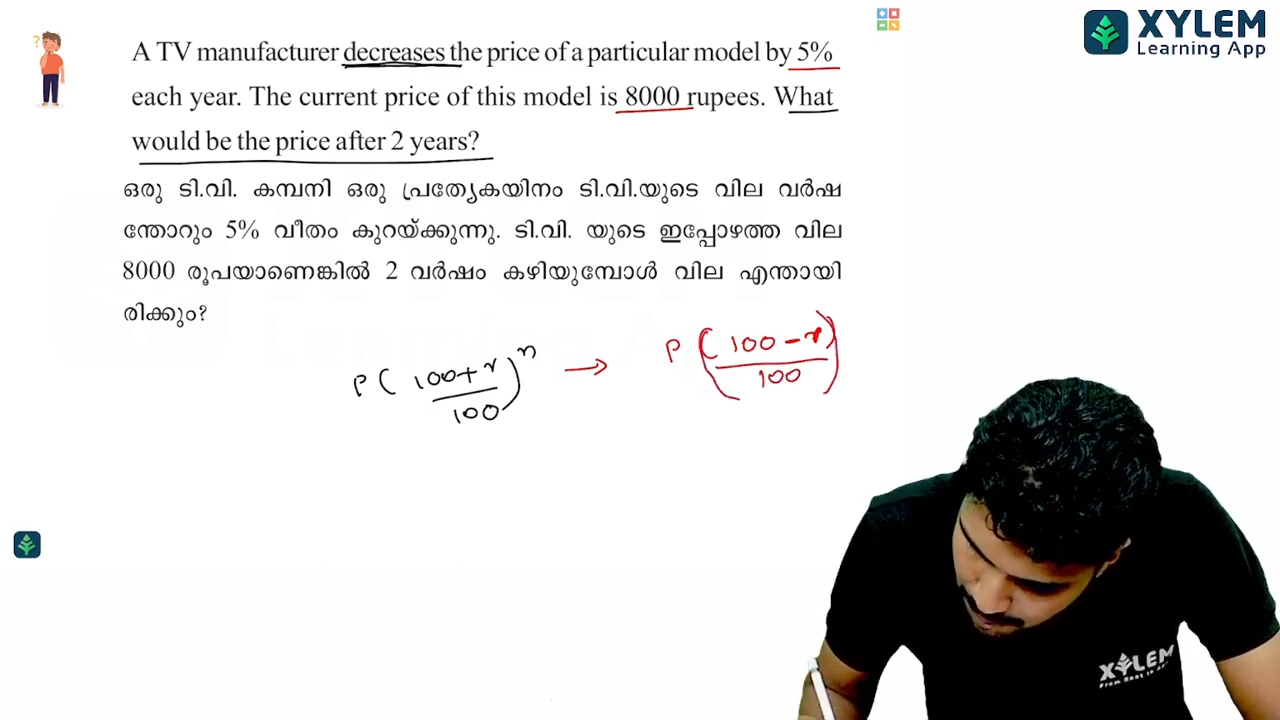 XYLEM
Learning App
A TV manufacturer decreases the price of a particular model by 5%
each year. The current price of this model is 8000 rupees. What
would be the price after 2 years?
ഒരു ടി.വി. കമ്പനി ഒരു പ്രത്യേകയിനം ടി.വി.യുടെ വില വർഷ
ന്തോറും 5% വീതം കുറയ്ക്കുന്നു. ടി.വി. യുടെ ഇപ്പോഴത്ത വില
8000 രൂപയാണെങ്കിൽ 2 വർഷം കഴിയുമ്പോൾ വില എന്തായി
രിക്കും?
P(100+r/100)^n → P(100-r/100)
XYLEM